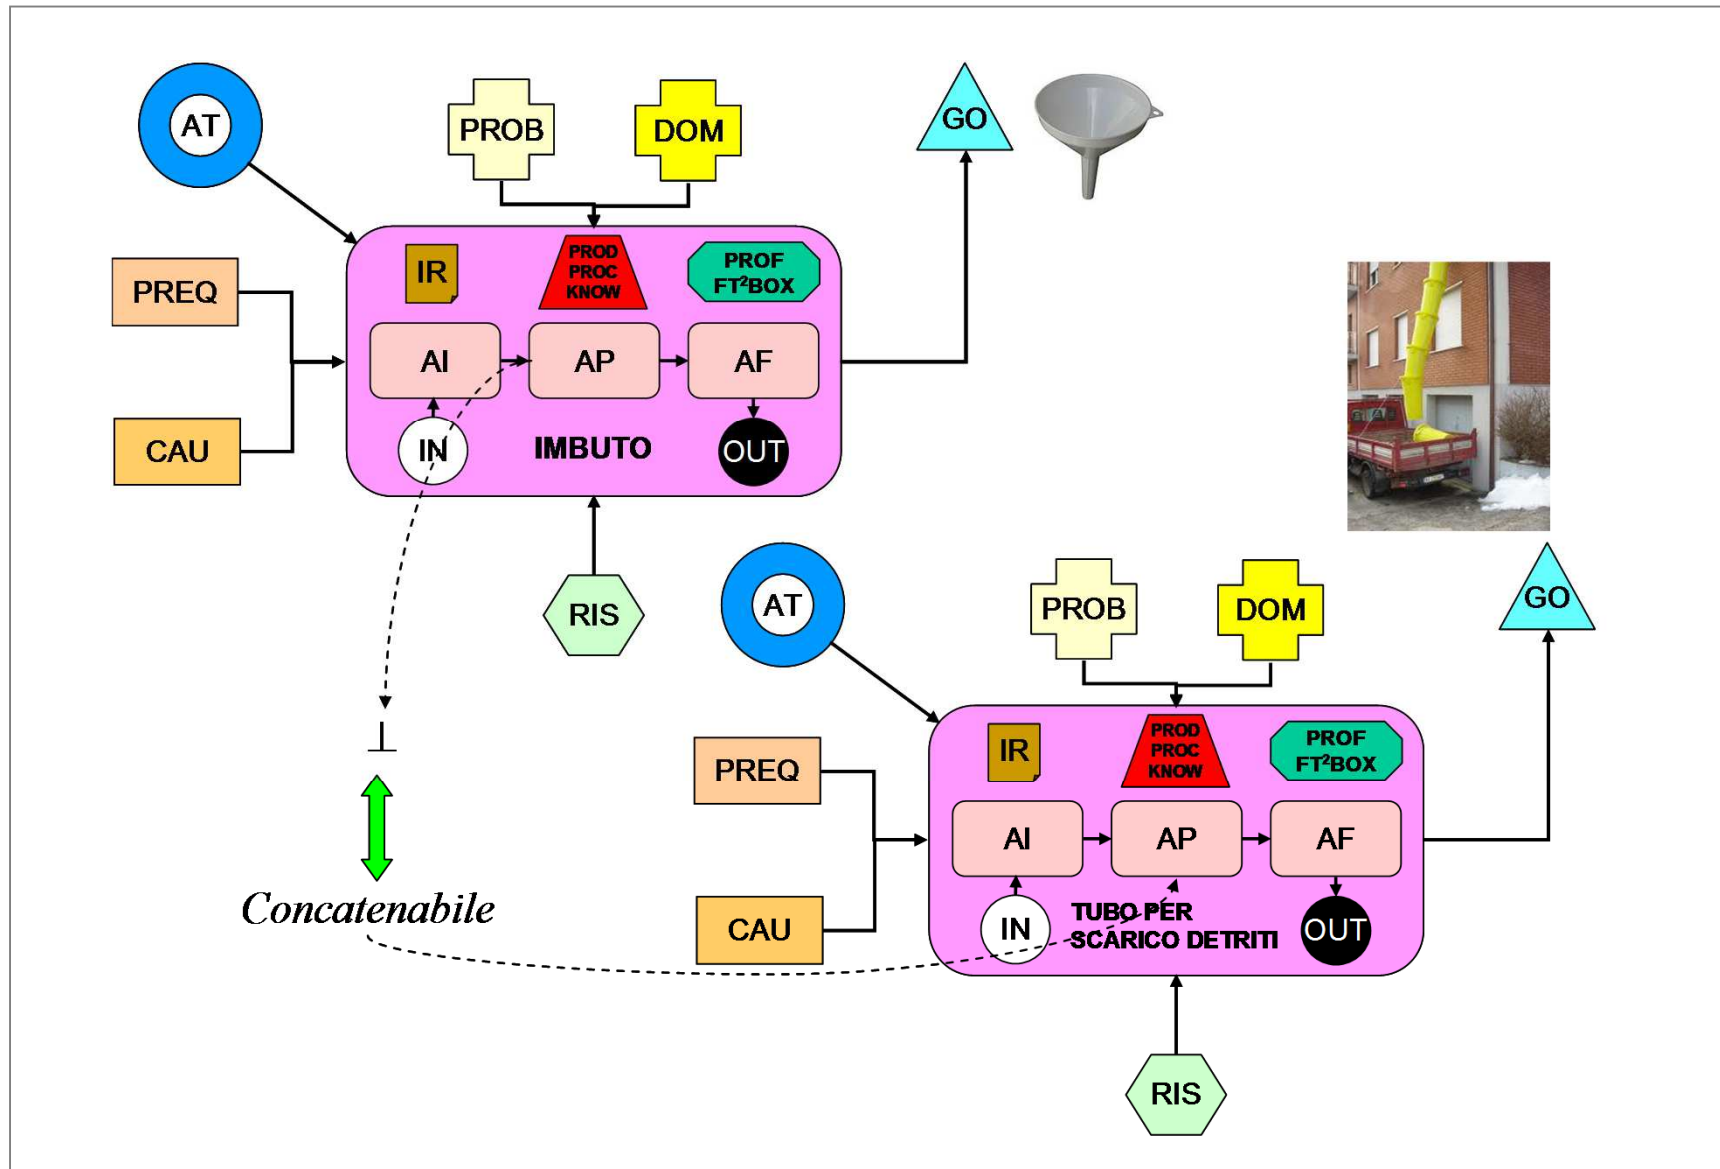 AT
PROB
DOM
GO
PREQ
CAU
IR
PROD
PROC
KNOW
PROF
FT²BOX
AI
AP
AF
IN
IMBUTO
OUT
RIS
Concatenabile
AT
PROB
DOM
GO
PREQ
CAU
IR
PROD
PROC
KNOW
PROF
FT²BOX
AI
AP
AF
IN
TUBO PER
SCARICO DETRITI
OUT
RIS